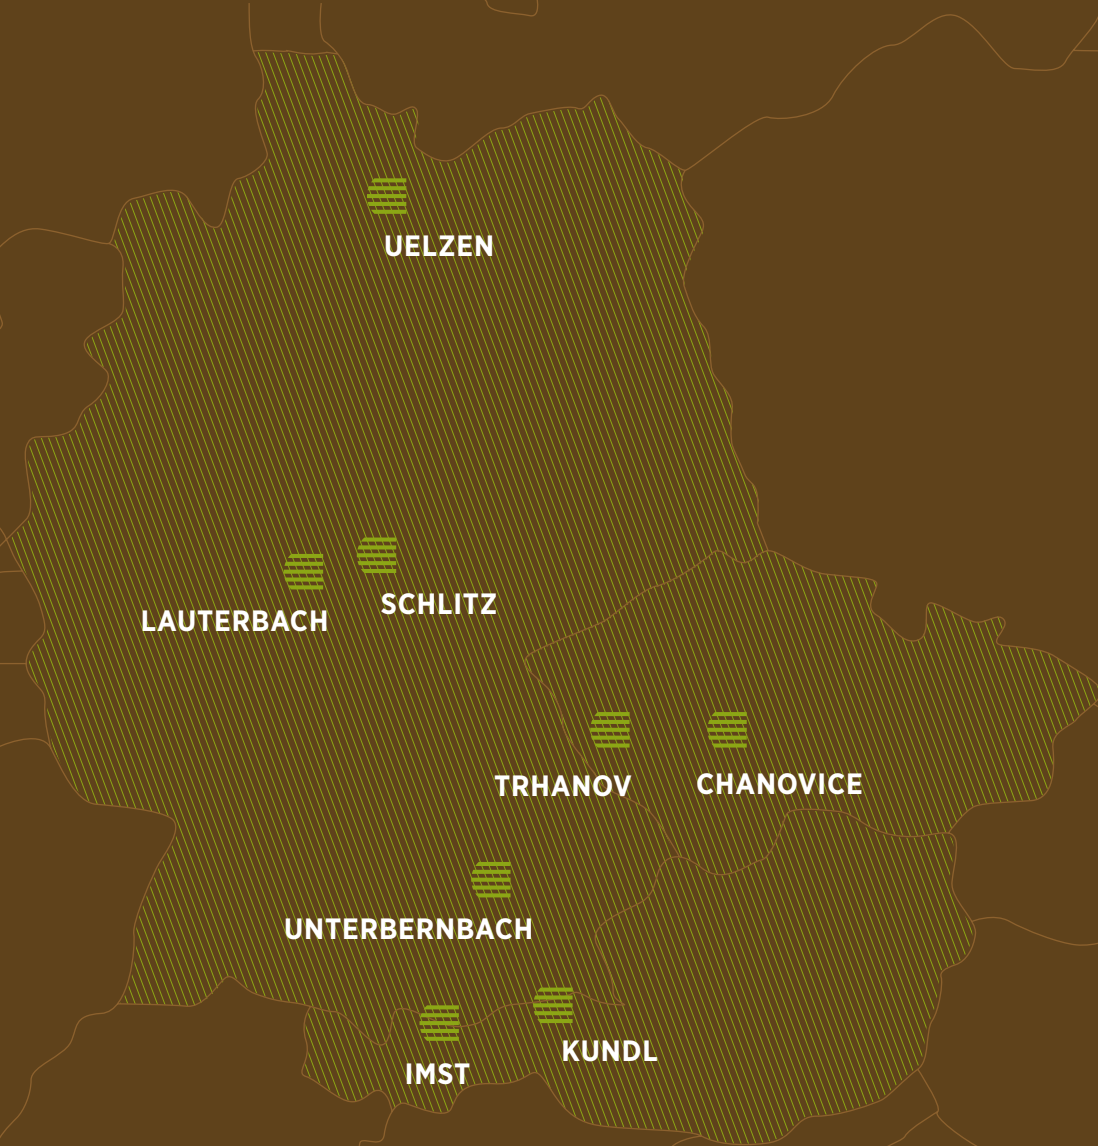 UELZEN
SCHLITZ
LAUTERBACH
TRHANOV
CHANOVICE
UNTERBERNBACH
KUNDL
IMST